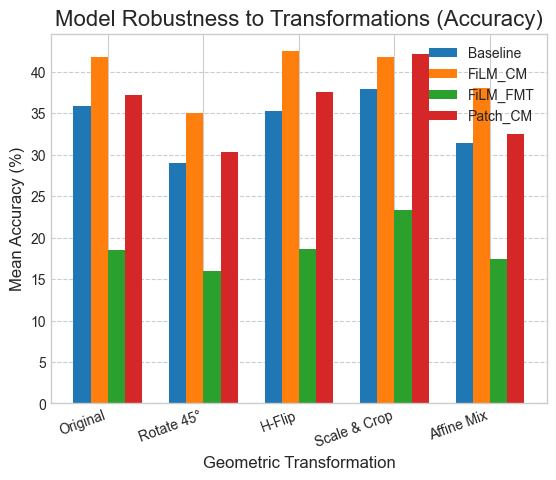 Model Robustness to Transformations (Accuracy)
Baseline
FiLM_CM
FiLM_FMT
Patch_CM
Mean Accuracy (%)
40
35
30
25
20
15
10
5
0
Original
Rotate 45°
H-Flip
Scale & Crop
Affine Mix
Geometric Transformation